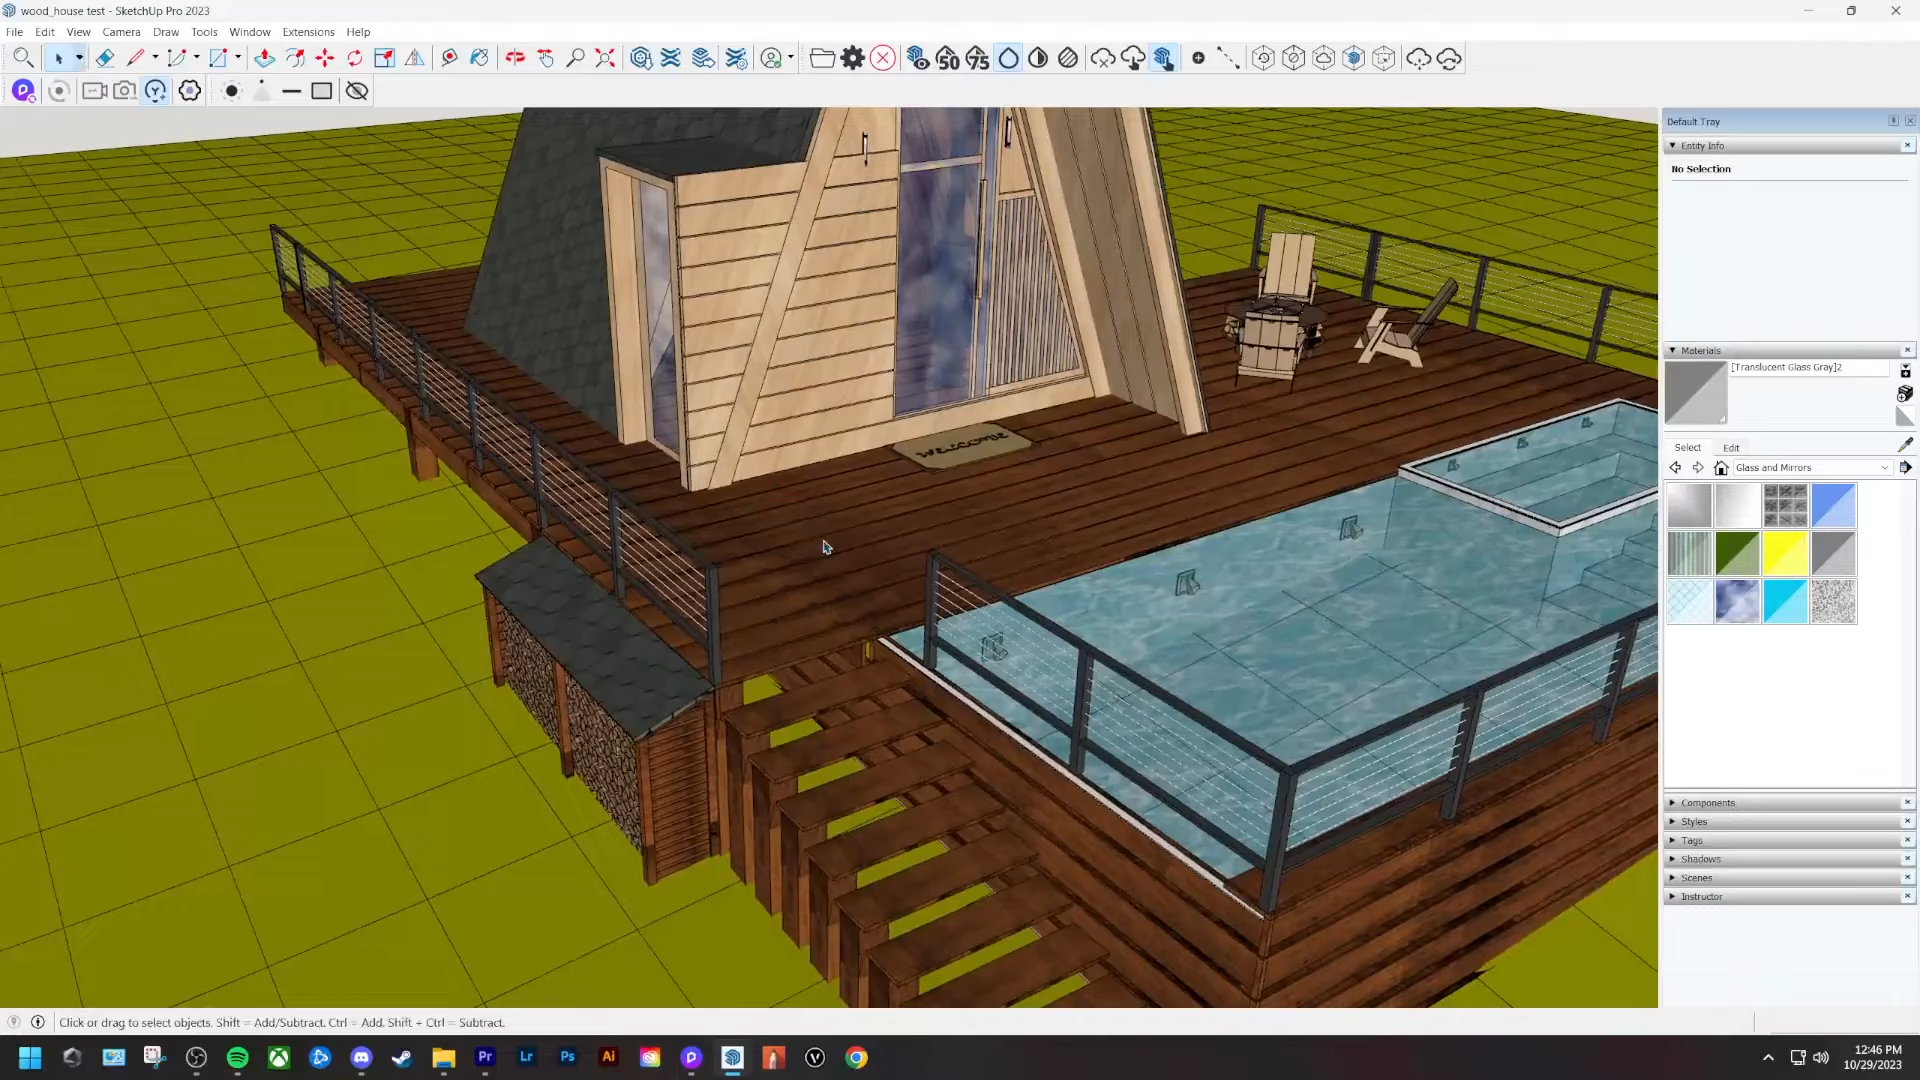 wood_house test - SketchUp Pro 2023
File Edit View Camera Draw Tools Window Extensions Help
50 75
Default Tray
Entity Info
No Selection
Materials
[Translucent Glass Gray]2
Select Edit
Glass and Mirrors
Components
Styles
Tags
Shadows
Scenes
Instructor
welcome
Click or drag to select objects. Shift = Add/Subtract. Ctrl = Add. Shift + Ctrl = Subtract.
Pr Lr Ps Ai
12:46 PM
10/29/2023